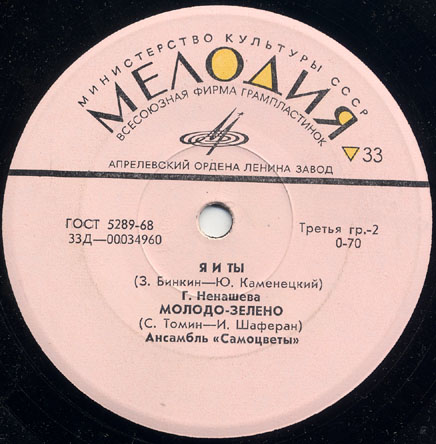 МИНИСТЕРСТВО КУЛЬТУРЫ СССР
МЕЛОДИЯ
ВСЕСОЮЗНАЯ ФИРМА ГРАМПЛАСТИНОК
33
АПРЕЛЕВСКИЙ ОРДЕНА ЛЕНИНА ЗАВОД
ГОСТ 5289-68
33Д—00034960
Третья гр.-2
0-70
Я И ТЫ
(З. Бинкин—Ю. Каменецкий)
Г. Ненашева
МОЛОДО-ЗЕЛЕНО
(С. Томин—И. Шаферан)
Ансамбль «Самоцветы»